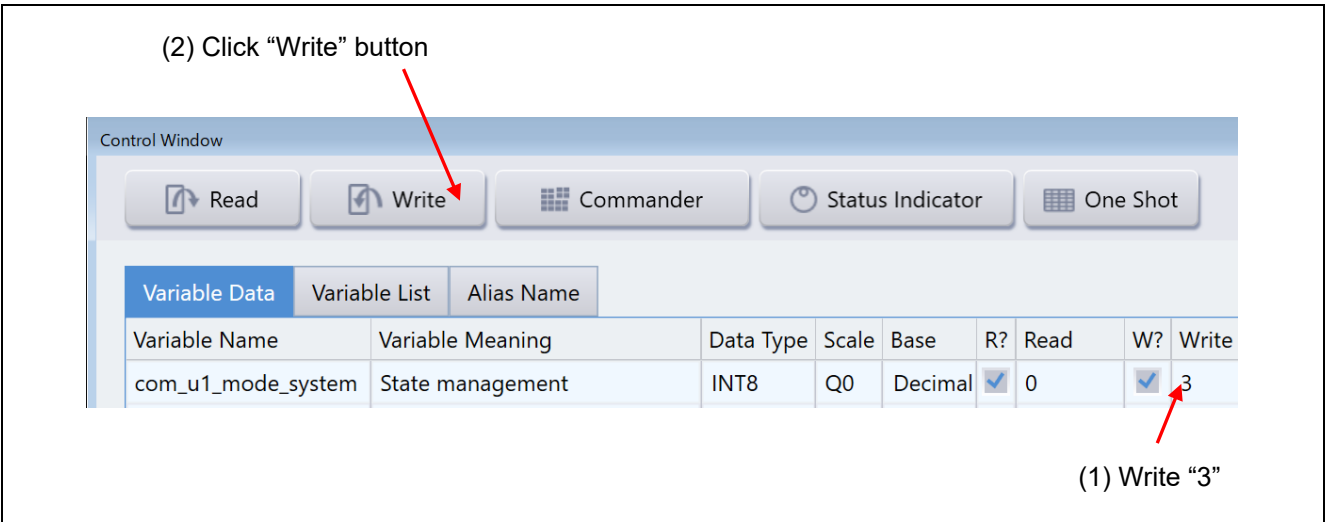 (2) Click “Write” button
Control Window
Read Write Commander Status Indicator One Shot
Variable Data Variable List Alias Name
Variable Name Variable Meaning Data Type Scale Base R? Read W? Write
com_u1_mode_system State management INT8 Q0 Decimal 0 3
(1) Write “3”